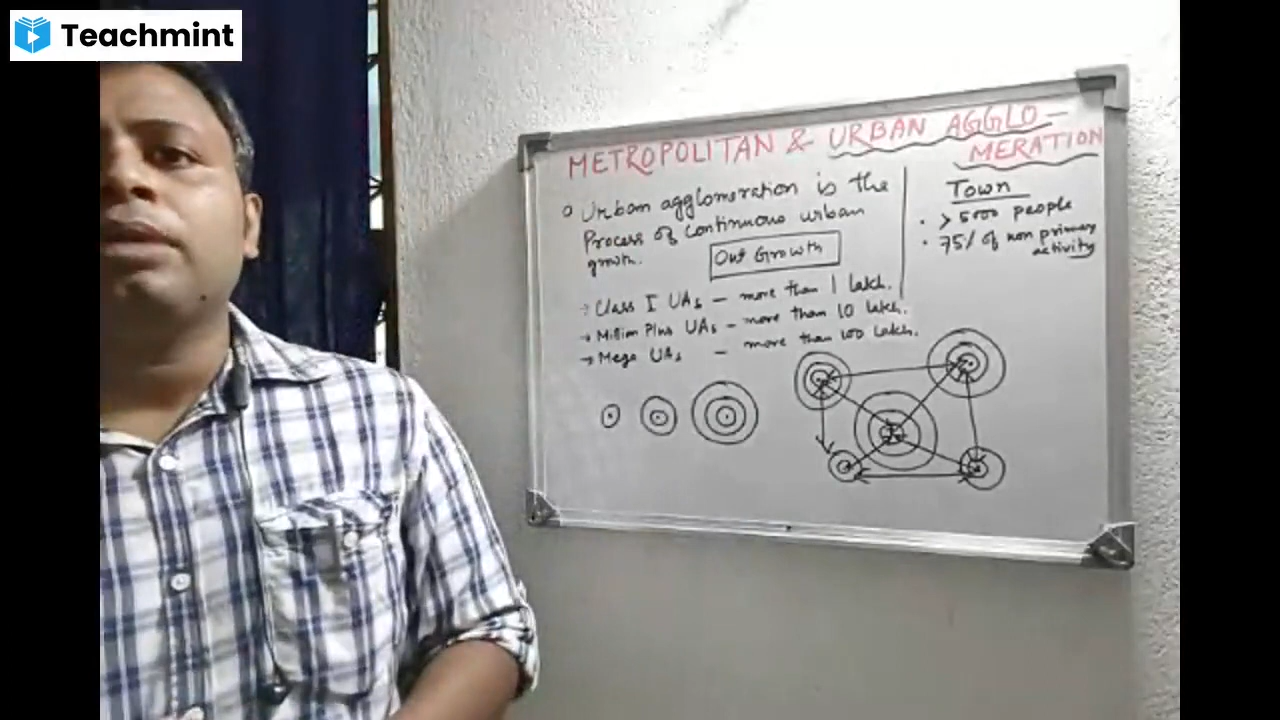 Teachmint
METROPOLITAN & URBAN AGGLO-
MERATION
Urban agglomeration is the
Process of continuous urban
growth.
Out Growth
→ Class I UAs – more than 1 lakh.
→ Million Plus UAs – more than 10 lakh.
→ Mega UAs – more than 100 lakh.
Town
• > 5000 people
• 75% of non primary
activity